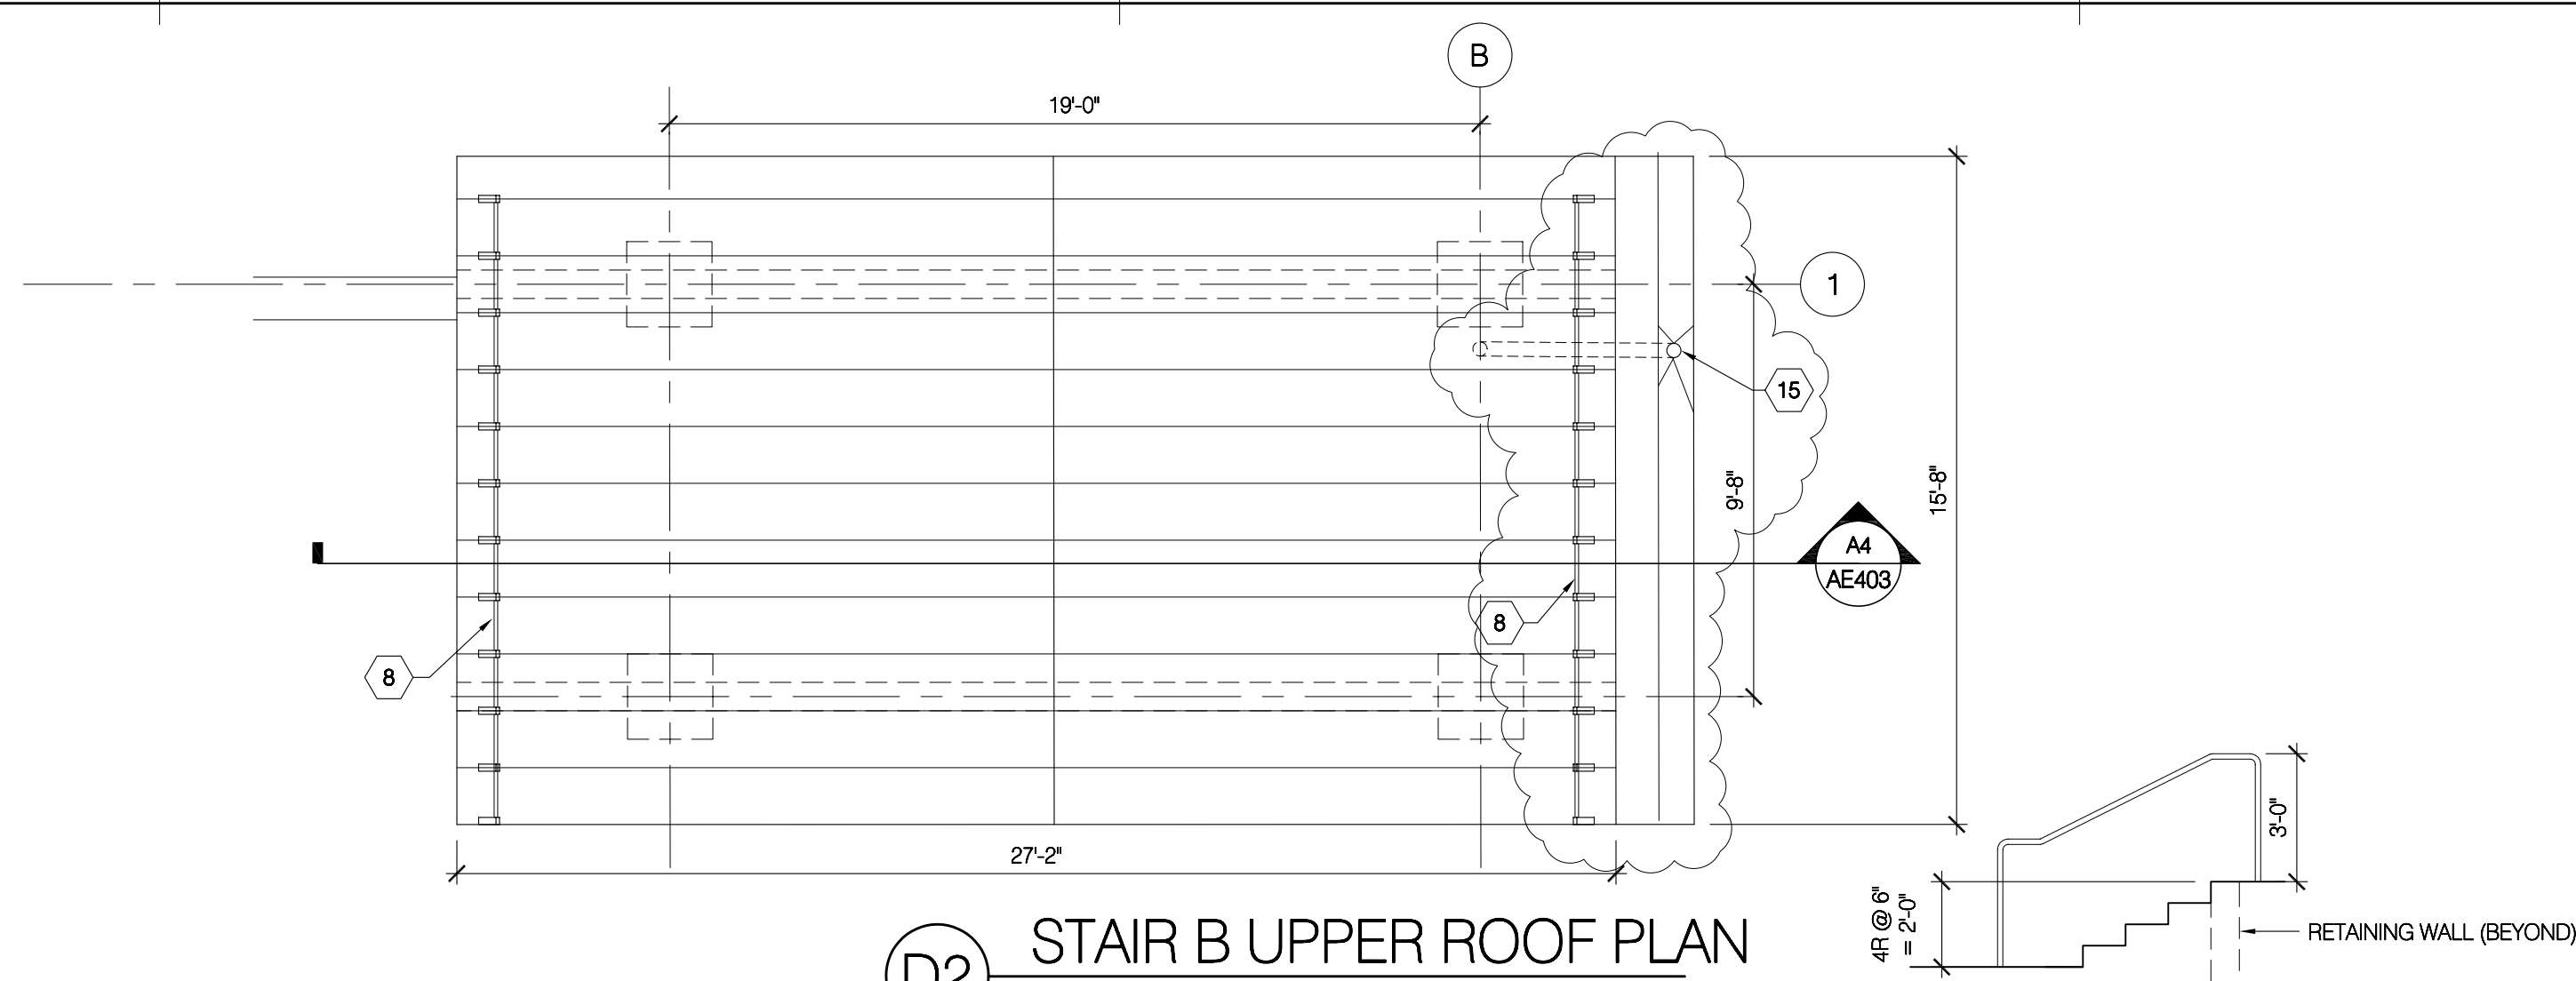 B
19'-0"
1
15
9'-8"
15'-8"
A4
AE403
8
8
27'-2"
3'-0"
4R @ 6"
= 2'-0"
RETAINING WALL (BEYOND)
STAIR B UPPER ROOF PLAN
D2